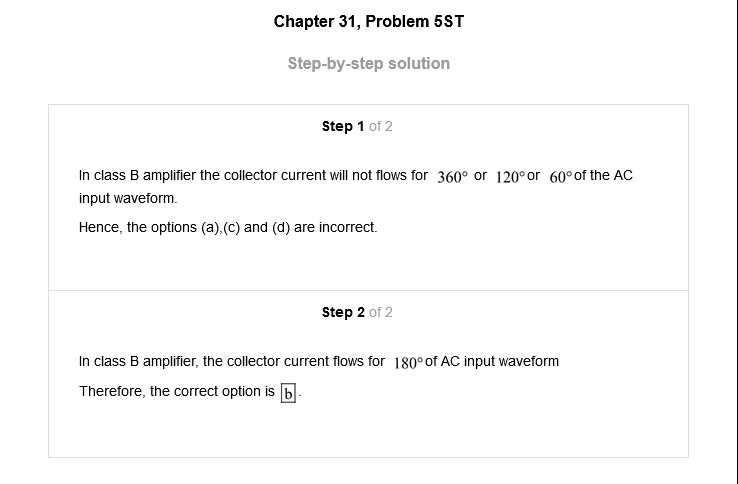 Chapter 31, Problem 5ST
Step-by-step solution
Step 1 of 2
In class B amplifier the collector current will not flows for 360° or 120° or 60° of the AC
input waveform.
Hence, the options (a),(c) and (d) are incorrect.
Step 2 of 2
In class B amplifier, the collector current flows for 180° of AC input waveform
Therefore, the correct option is b.